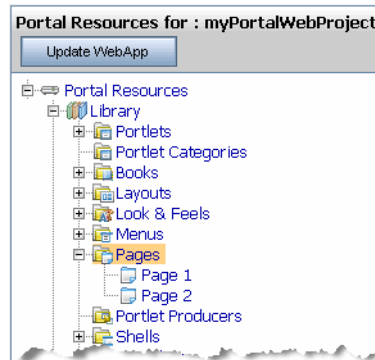 Portal Resources for : myPortalWebProject
Update WebApp
Portal Resources
Library
Portlets
Portlet Categories
Books
Layouts
Look & Feels
Menus
Pages
Page 1
Page 2
Portlet Producers
Shells